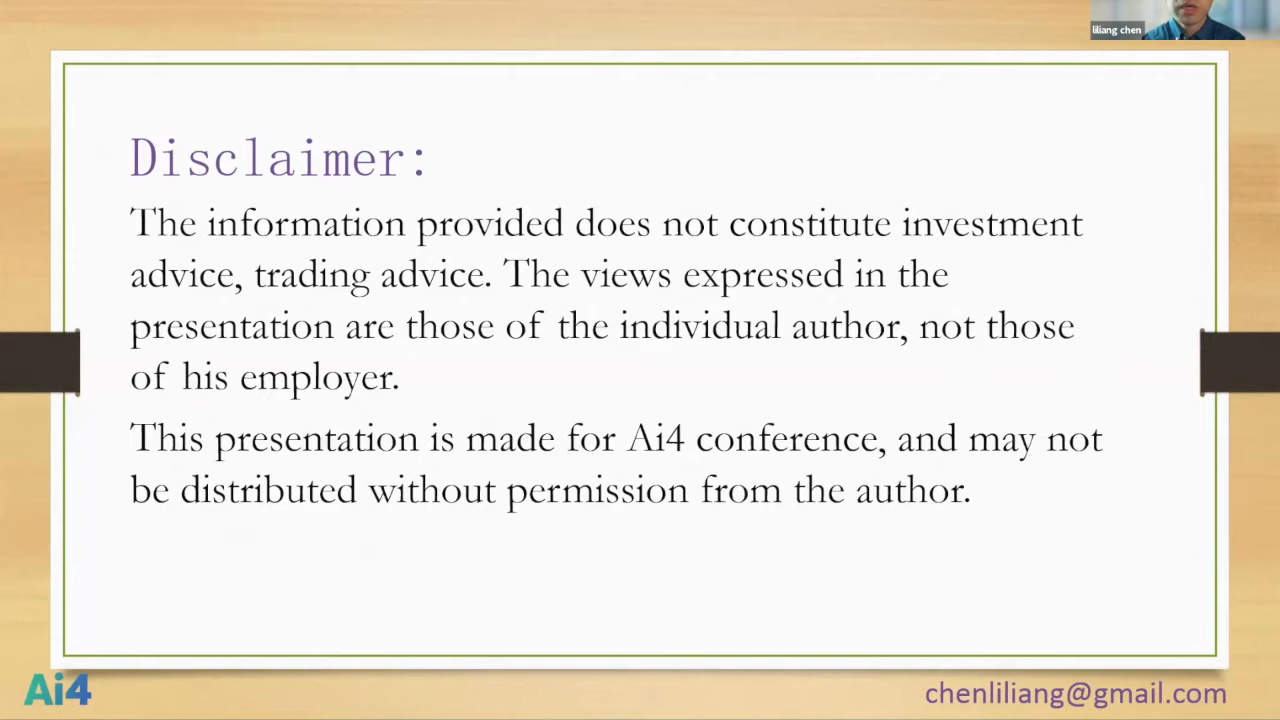 liliang chen
Disclaimer:
The information provided does not constitute investment
advice, trading advice. The views expressed in the
presentation are those of the individual author, not those
of his employer.
This presentation is made for Ai4 conference, and may not
be distributed without permission from the author.
Ai4
chenliliang@gmail.com